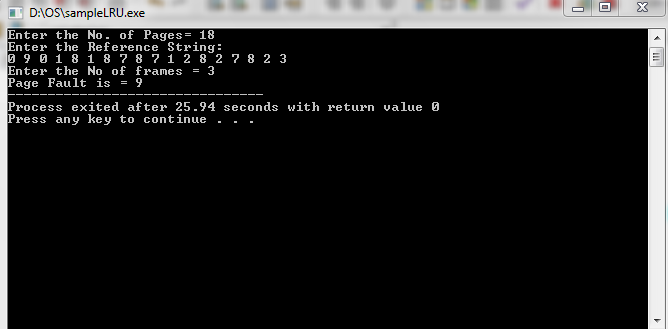 D:\OS\sampleLRU.exe
Enter the No. of Pages= 18
Enter the Reference String:
0 9 0 1 8 1 8 7 8 7 1 2 8 2 7 8 2 3
Enter the No of frames = 3
Page Fault is = 9
--------------------------------
Process exited after 25.94 seconds with return value 0
Press any key to continue . . .